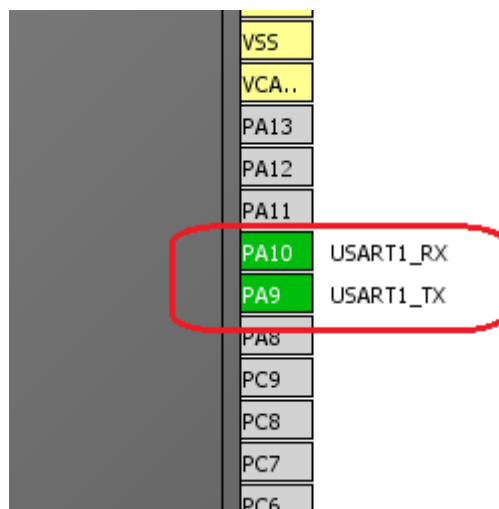 VSS
VCA..
PA13
PA12
PA11
PA10 USART1_RX
PA9 USART1_TX
PA8
PC9
PC8
PC7
PC6